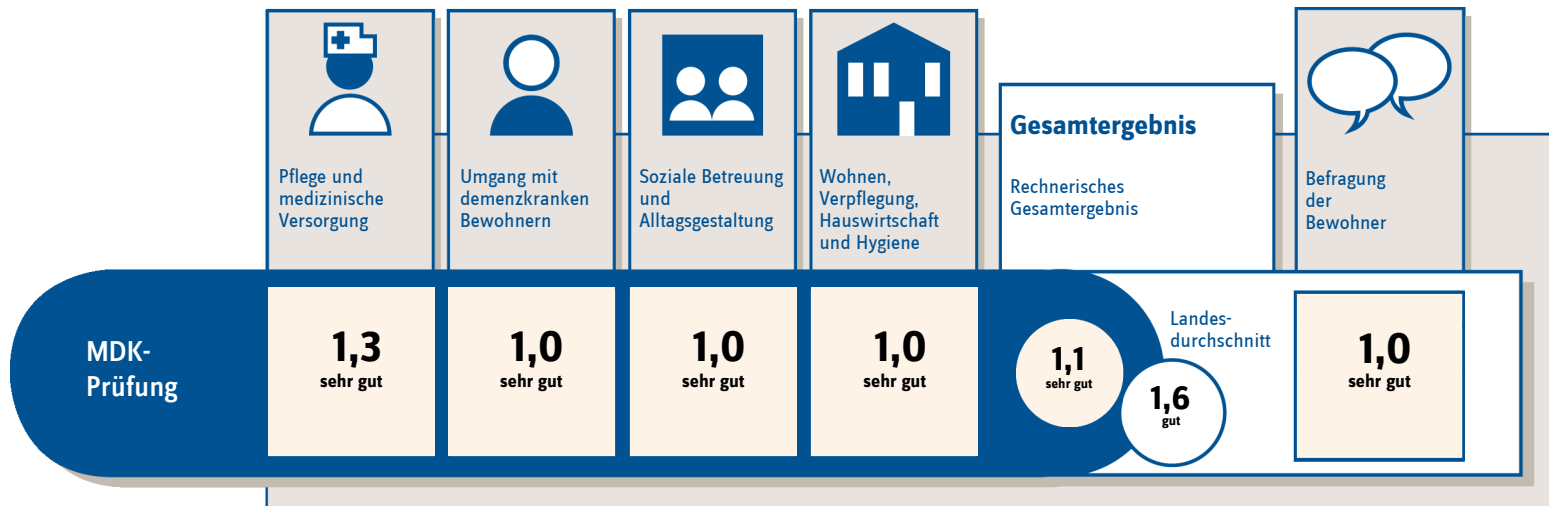 Pflege und
medizinische
Versorgung
Umgang mit
demenzkranken
Bewohnern
Soziale Betreuung
und
Alltagsgestaltung
Wohnen,
Verpflegung,
Hauswirtschaft
und Hygiene
Gesamtergebnis
Rechnerisches
Gesamtergebnis
Befragung
der
Bewohner
MDK-
Prüfung
1,3
sehr gut
1,0
sehr gut
1,0
sehr gut
1,0
sehr gut
1,1
sehr gut
Landes-
durchschnitt
1,6
gut
1,0
sehr gut